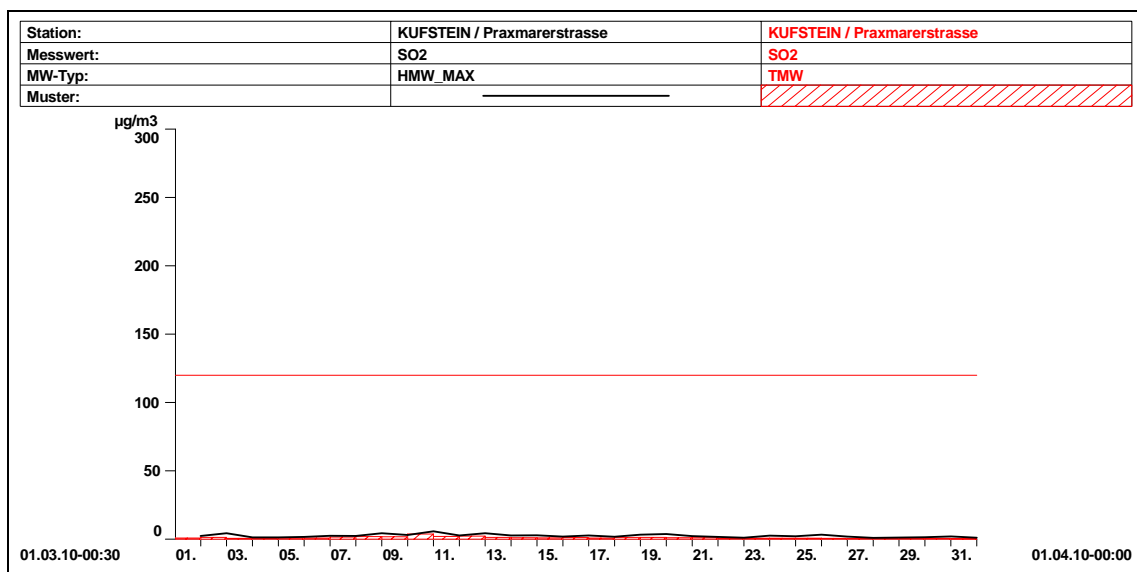 Station: KUFSTEIN / Praxmarerstrasse KUFSTEIN / Praxmarerstrasse
Messwert: SO2 SO2
MW-Typ: HMW_MAX TMW
Muster:
µg/m3
300
250
200
150
100
50
0
01.03.10-00:30 01. 03. 05. 07. 09. 11. 13. 15. 17. 19. 21. 23. 25. 27. 29. 31. 01.04.10-00:00